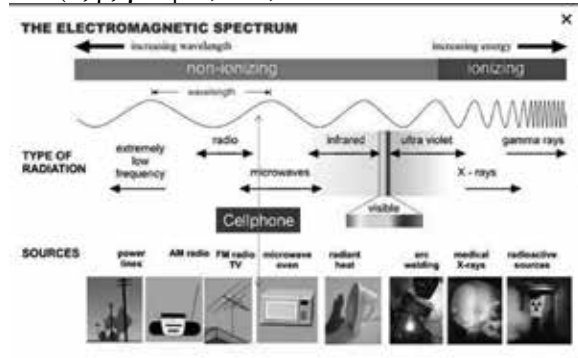 THE ELECTROMAGNETIC SPECTRUM
×
increasing wavelength
increasing energy
non-ionizing
ionizing
wavelength
TYPE OF
RADIATION
extremely
low
frequency
radio
microwaves
infrared
visible
ultra violet
X - rays
gamma rays
Cellphone
SOURCES
power
lines
AM radio
FM radio
TV
microwave
oven
radiant
heat
arc
welding
medical
X-rays
radioactive
sources